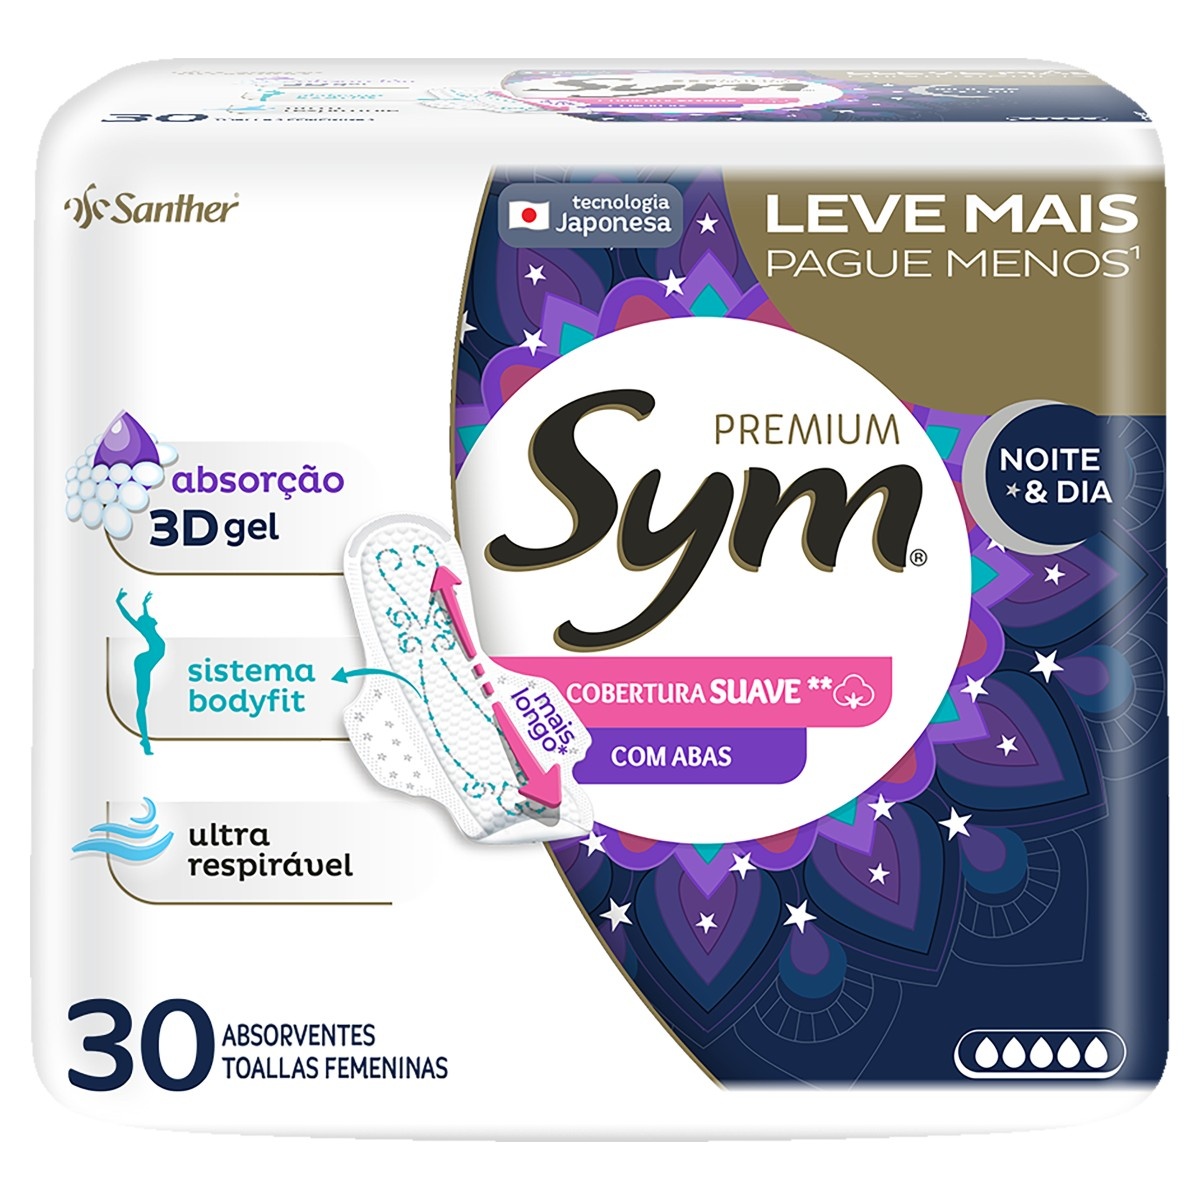 30
Santher®
tecnologia
Japonesa
LEVE MAIS
PAGUE MENOS¹
PREMIUM
Sym®
NOITE
& DIA
absorção
3D gel
sistema
bodyfit
mais
longo*
COBERTURA SUAVE **
COM ABAS
ultra
respirável
30 ABSORVENTES
TOALLAS FEMENINAS